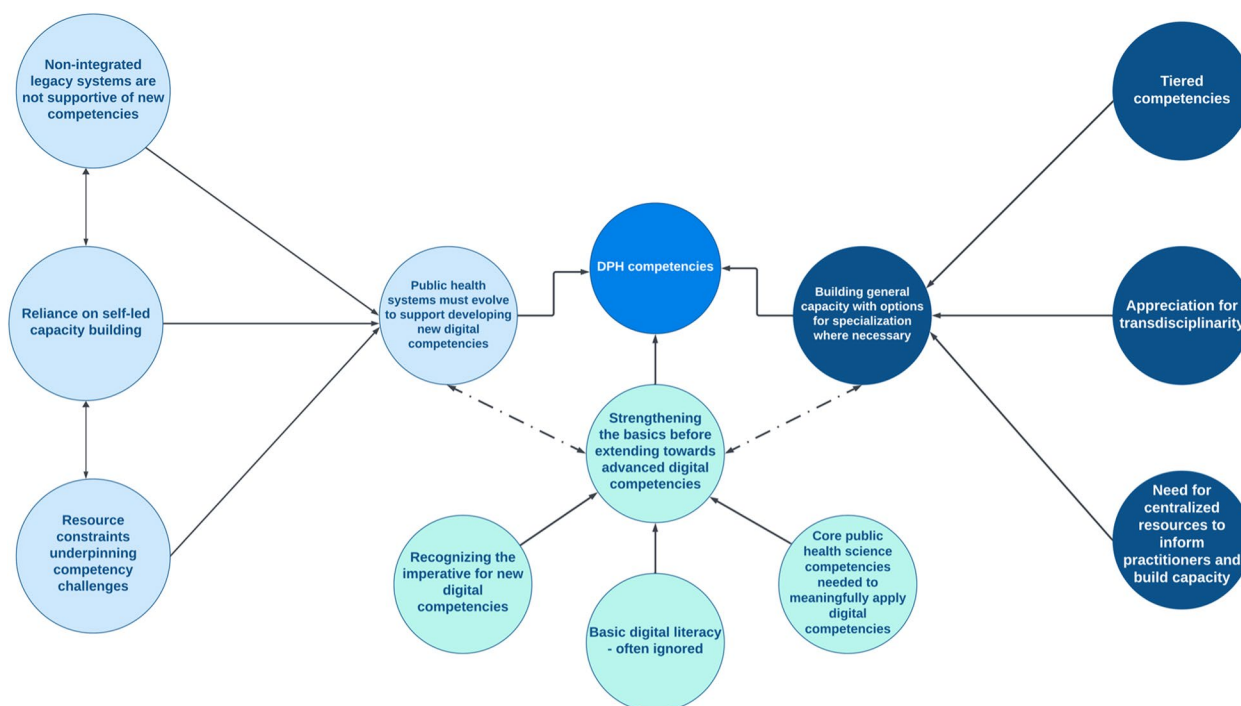 Non-integrated
legacy systems are
not supportive of new
competencies
Reliance on self-led
capacity building
Resource
constraints
underpinning
competency
challenges
Public health
systems must evolve
to support developing
new digital
competencies
DPH competencies
Strengthening
the basics before
extending towards
advanced digital
competencies
Recognizing the
imperative for new
digital
competencies
Basic digital literacy
- often ignored
Core public
health science
competencies
needed to
meaningfully apply
digital
competencies
Building general
capacity with options
for specialization
where necessary
Tiered
competencies
Appreciation for
transdisciplinarity
Need for
centralized
resources to
inform
practitioners and
build capacity